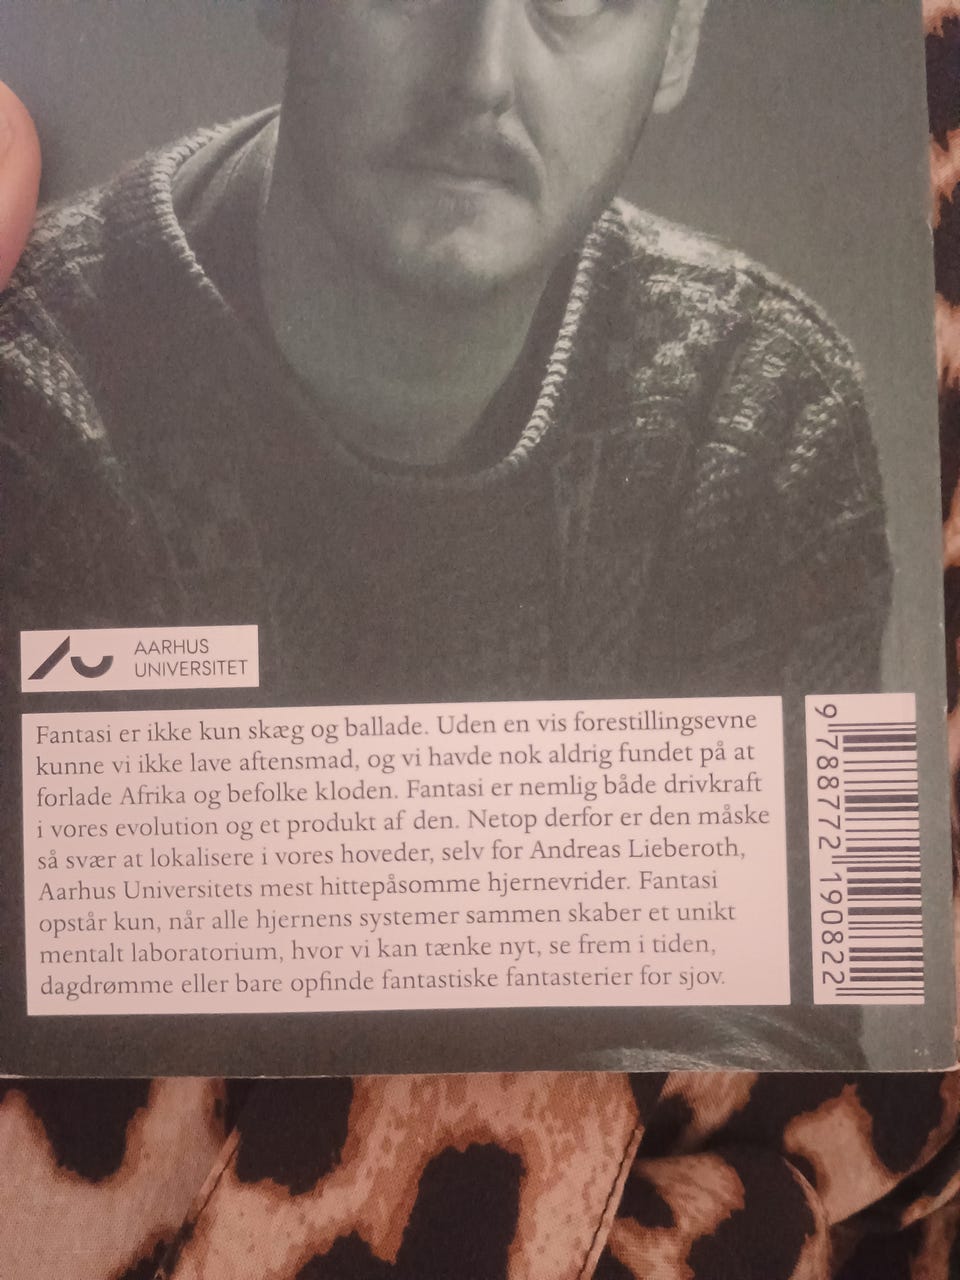 AARHUS
UNIVERSITET
Fantasi er ikke kun skæg og ballade. Uden en vis forestillingsevne
kunne vi ikke lave aftensmad, og vi havde nok aldrig fundet på at
forlade Afrika og befolke kloden. Fantasi er nemlig både drivkraft
i vores evolution og et produkt af den. Netop derfor er den måske
så svær at lokalisere i vores hoveder, selv for Andreas Lieberoth,
Aarhus Universitets mest hittepåsomme hjernevrider. Fantasi
opstår kun, når alle hjernens systemer sammen skaber et unikt
mentalt laboratorium, hvor vi kan tænke nyt, se frem i tiden,
dagdrømme eller bare opfinde fantastiske fantasterier for sjov.
9 788772 190822